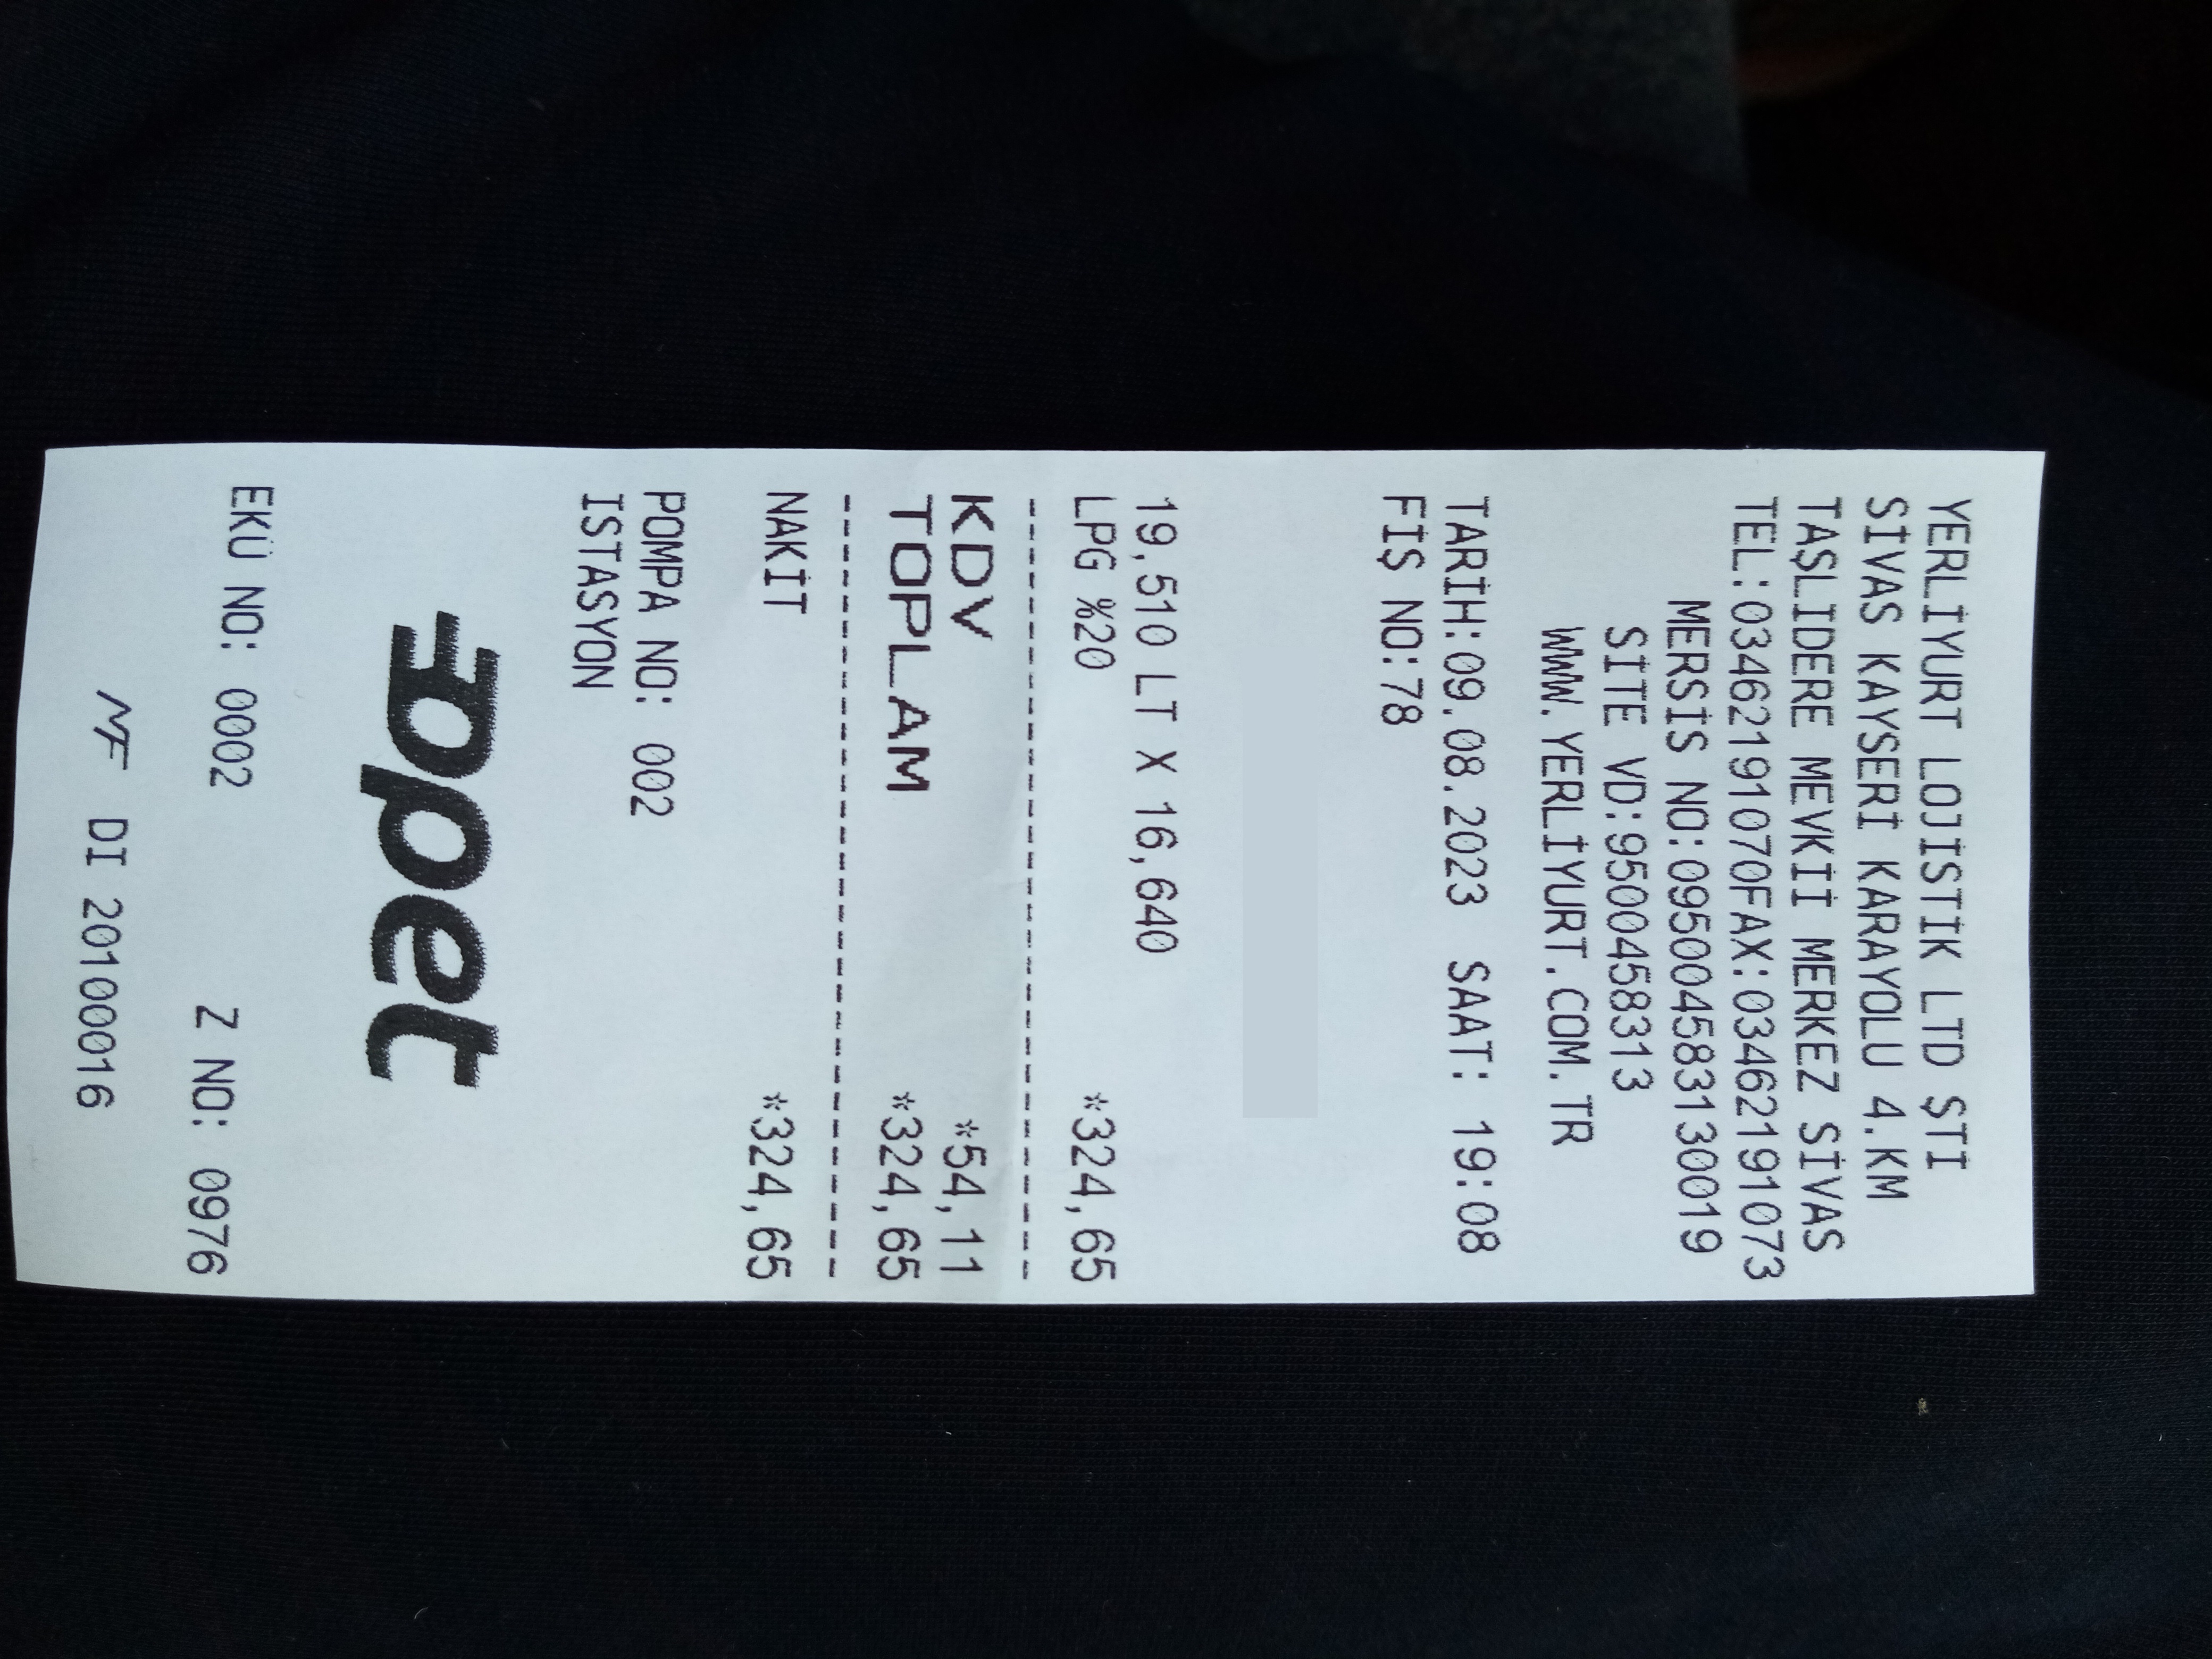 YERLİYURT LOJİSTİK LTD ŞTİ
SİVAS KAYSERİ KARAYOLU 4.KM
TAŞLIDERE MEVKİİ MERKEZ SİVAS
TEL:03462191070FAX:03462191073
MERSİS NO:0950045831300019
SİTE VD:9500458313
WWW.YERLİYURT.COM.TR
TARİH:09.08.2023 SAAT: 19:08
FİŞ NO:78
19,510 LT X 16,640
LPG %20 *324,65
KDV *54,11
TOPLAM *324,65
NAKİT *324,65
POMPA NO: 002
ISTASYON
Opet
EKÜ NO: 0002 Z NO: 0976
MF DI 20100016